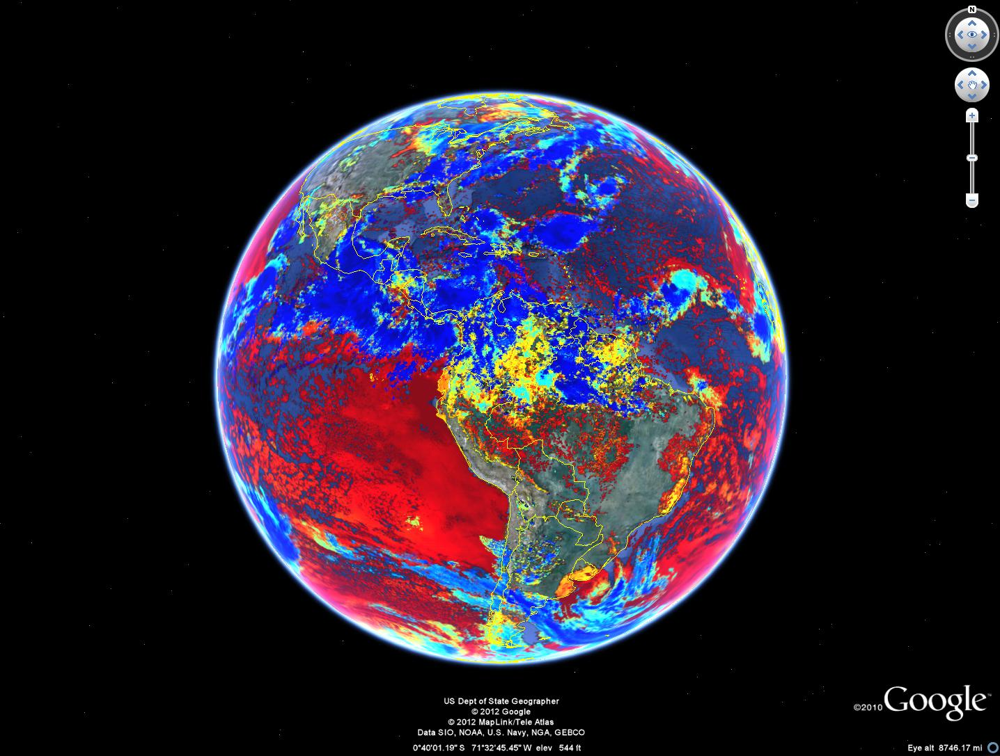 N
©2010 Google™
US Dept of State Geographer
© 2012 Google
© 2012 MapLink/Tele Atlas
Data SIO, NOAA, U.S. Navy, NGA, GEBCO
0°40'01.19" S 71°32'45.45" W elev 544 ft
Eye alt 8746.17 mi